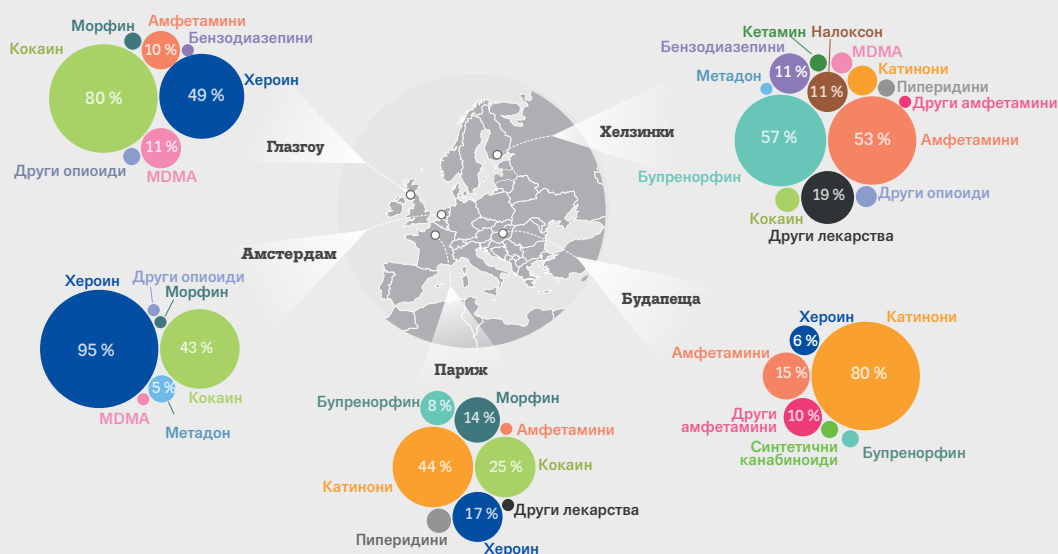 Морфин
Амфетамини
Бензодиазепини
Кокаин
10 %
80 %
49 %
Хероин
11 %
Други опиоиди
MDMA
Глазгоу
Кетамин
Налоксон
Бензодиазепини
MDMA
Катинони
Метадон
11 %
11 %
Пиперидини
Други амфетамини
57 %
53 %
Амфетамини
Бупренорфин
19 %
Други опиоиди
Кокаин
Други лекарства
Хелзинки
Амстердам
Хероин
Други опиоиди
Морфин
95 %
43 %
5 %
Кокаин
MDMA
Метадон
Париж
Бупренорфин
8 %
Морфин
14 %
Амфетамини
44 %
25 %
Кокаин
Катинони
17 %
Други лекарства
Пиперидини
Хероин
Будапеща
Хероин
Катинони
6 %
Амфетамини
15 %
80 %
Други
амфетамини
10 %
Синтетични
канабиноиди
Бупренорфин